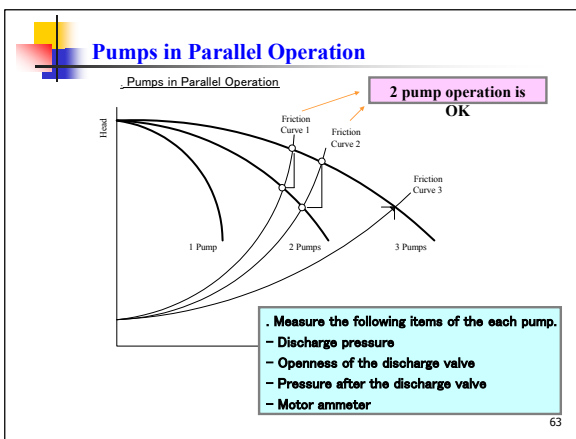 Pumps in Parallel Operation
. Pumps in Parallel Operation
2 pump operation is
OK
Head
Friction
Curve 1
Friction
Curve 2
Friction
Curve 3
1 Pump
2 Pumps
3 Pumps
. Measure the following items of the each pump.
− Discharge pressure
− Openness of the discharge valve
− Pressure after the discharge valve
− Motor ammeter
63